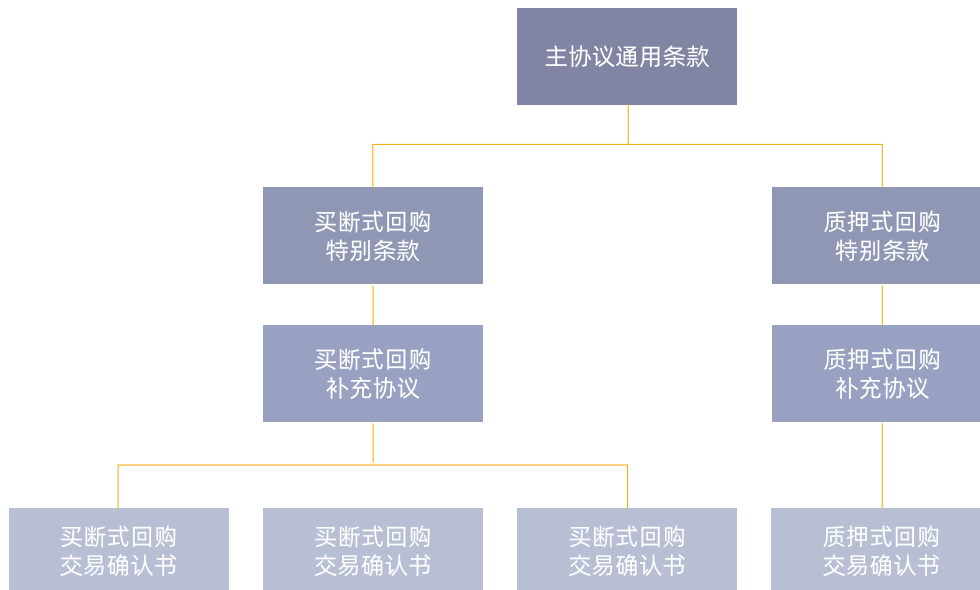 主协议通用条款
买断式回购
特别条款
质押式回购
特别条款
买断式回购
补充协议
质押式回购
补充协议
买断式回购
交易确认书
买断式回购
交易确认书
买断式回购
交易确认书
质押式回购
交易确认书